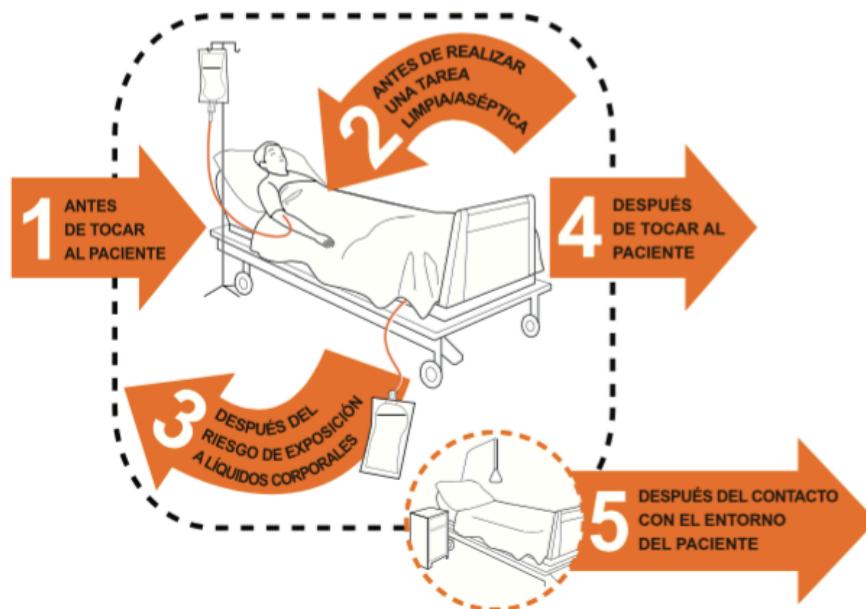 1
ANTES
DE TOCAR
AL PACIENTE
2
ANTES DE REALIZAR
UNA TAREA
LIMPIA/ASÉPTICA
3
DESPUÉS DEL
RIESGO DE EXPOSICIÓN
A LÍQUIDOS CORPORALES
4
DESPUÉS
DE TOCAR AL
PACIENTE
5
DESPUÉS DEL CONTACTO
CON EL ENTORNO
DEL PACIENTE